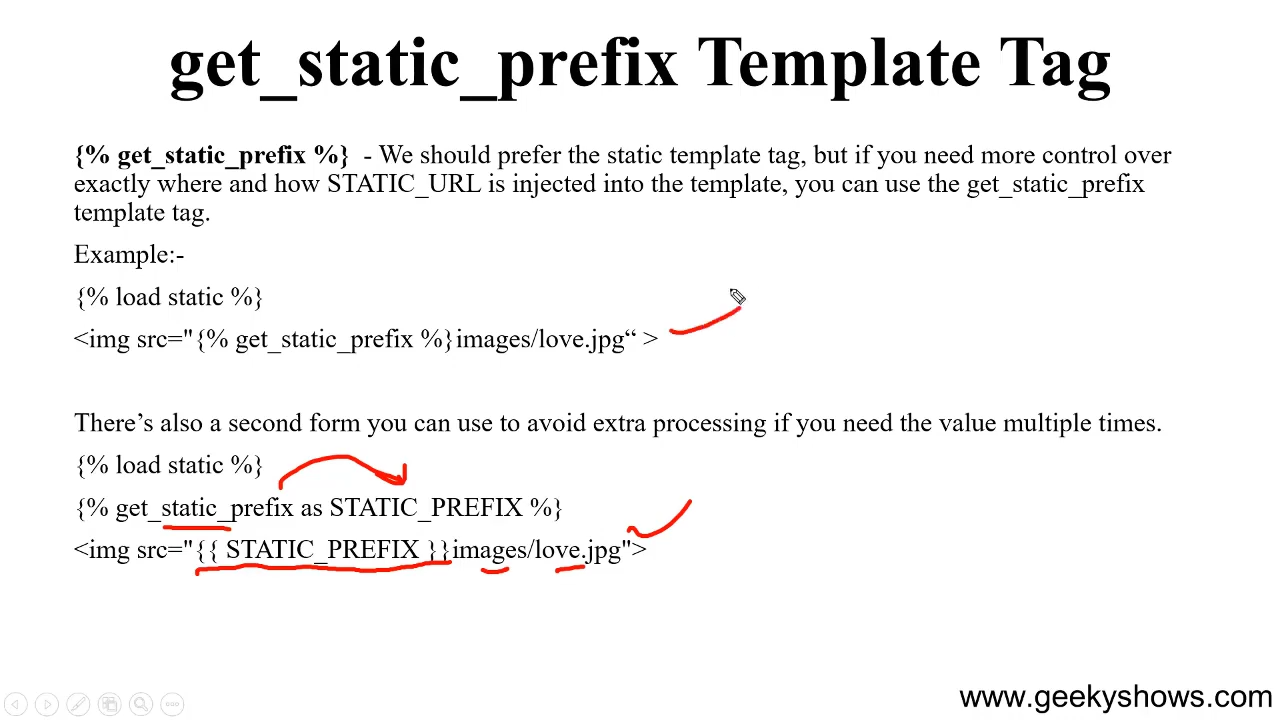 get_static_prefix Template Tag
{% get_static_prefix %}  - We should prefer the static template tag, but if you need more control over
exactly where and how STATIC_URL is injected into the template, you can use the get_static_prefix
template tag.
Example:-
{% load static %}
<img src="{% get_static_prefix %}images/love.jpg“ >
There’s also a second form you can use to avoid extra processing if you need the value multiple times.
{% load static %}
{% get_static_prefix as STATIC_PREFIX %}
<img src="{{ STATIC_PREFIX }}images/love.jpg">
www.geekyshows.com